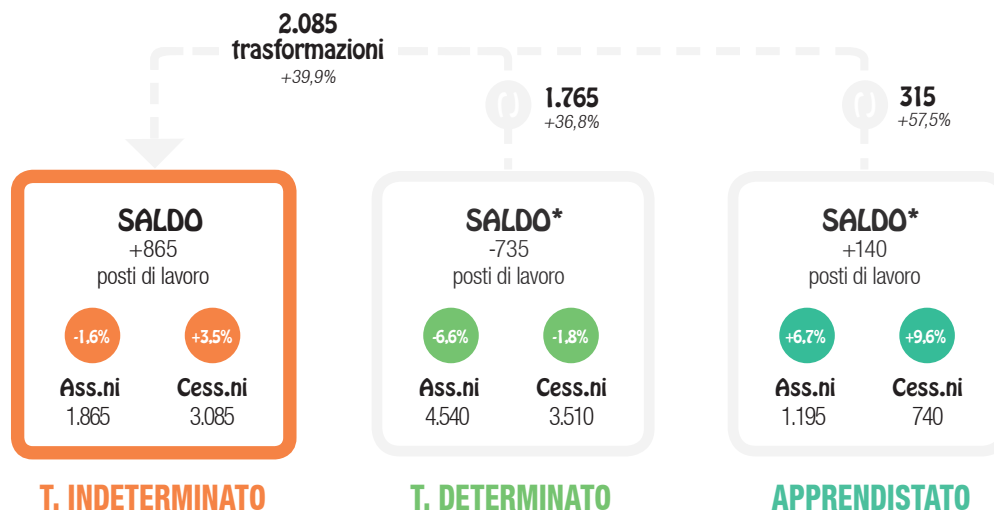 2.085
trasformazioni
+39,9%
1.765
+36,8%
315
+57,5%
SALDO
+865
posti di lavoro
-1,6%
+3,5%
Ass.ni
Cess.ni
1.865
3.085
T. INDETERMINATO
SALDO*
-735
posti di lavoro
-6,6%
-1,8%
Ass.ni
Cess.ni
4.540
3.510
T. DETERMINATO
SALDO*
+140
posti di lavoro
+6,7%
+9,6%
Ass.ni
Cess.ni
1.195
740
APPRENDISTATO